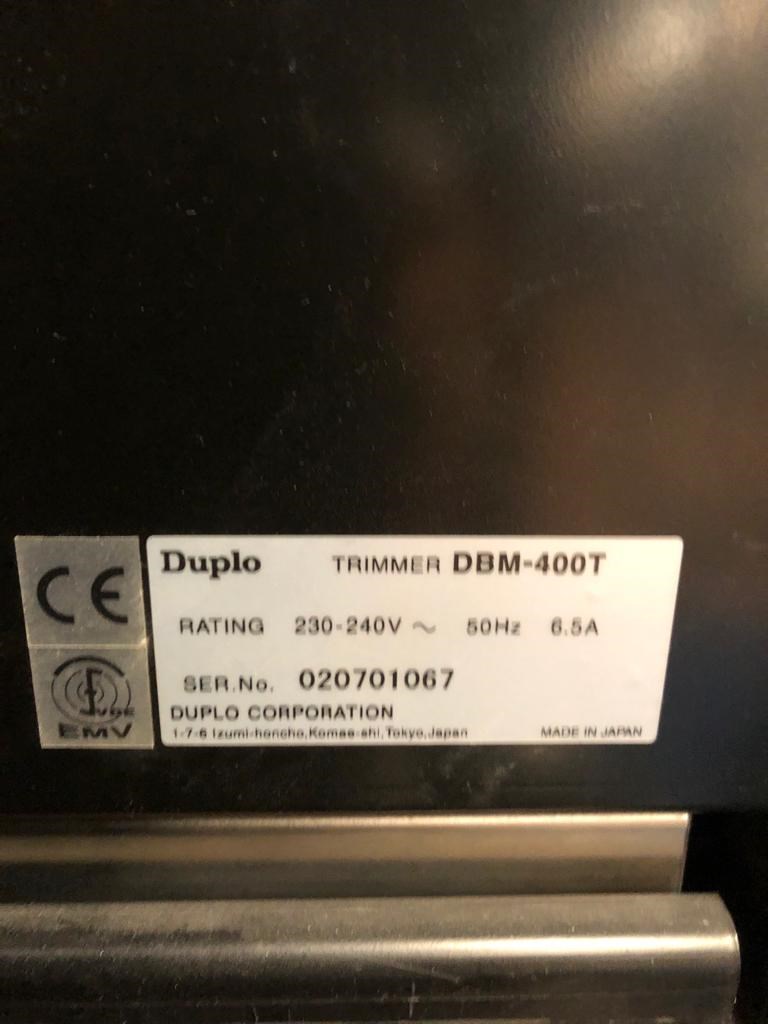 CE
VDE
EMV
Duplo TRIMMER DBM-400T
RATING 230-240V ~ 50Hz 6.5A
SER.No. 020701067
DUPLO CORPORATION
1-7-6 Izumi-honcho, Komae-shi, Tokyo, Japan MADE IN JAPAN